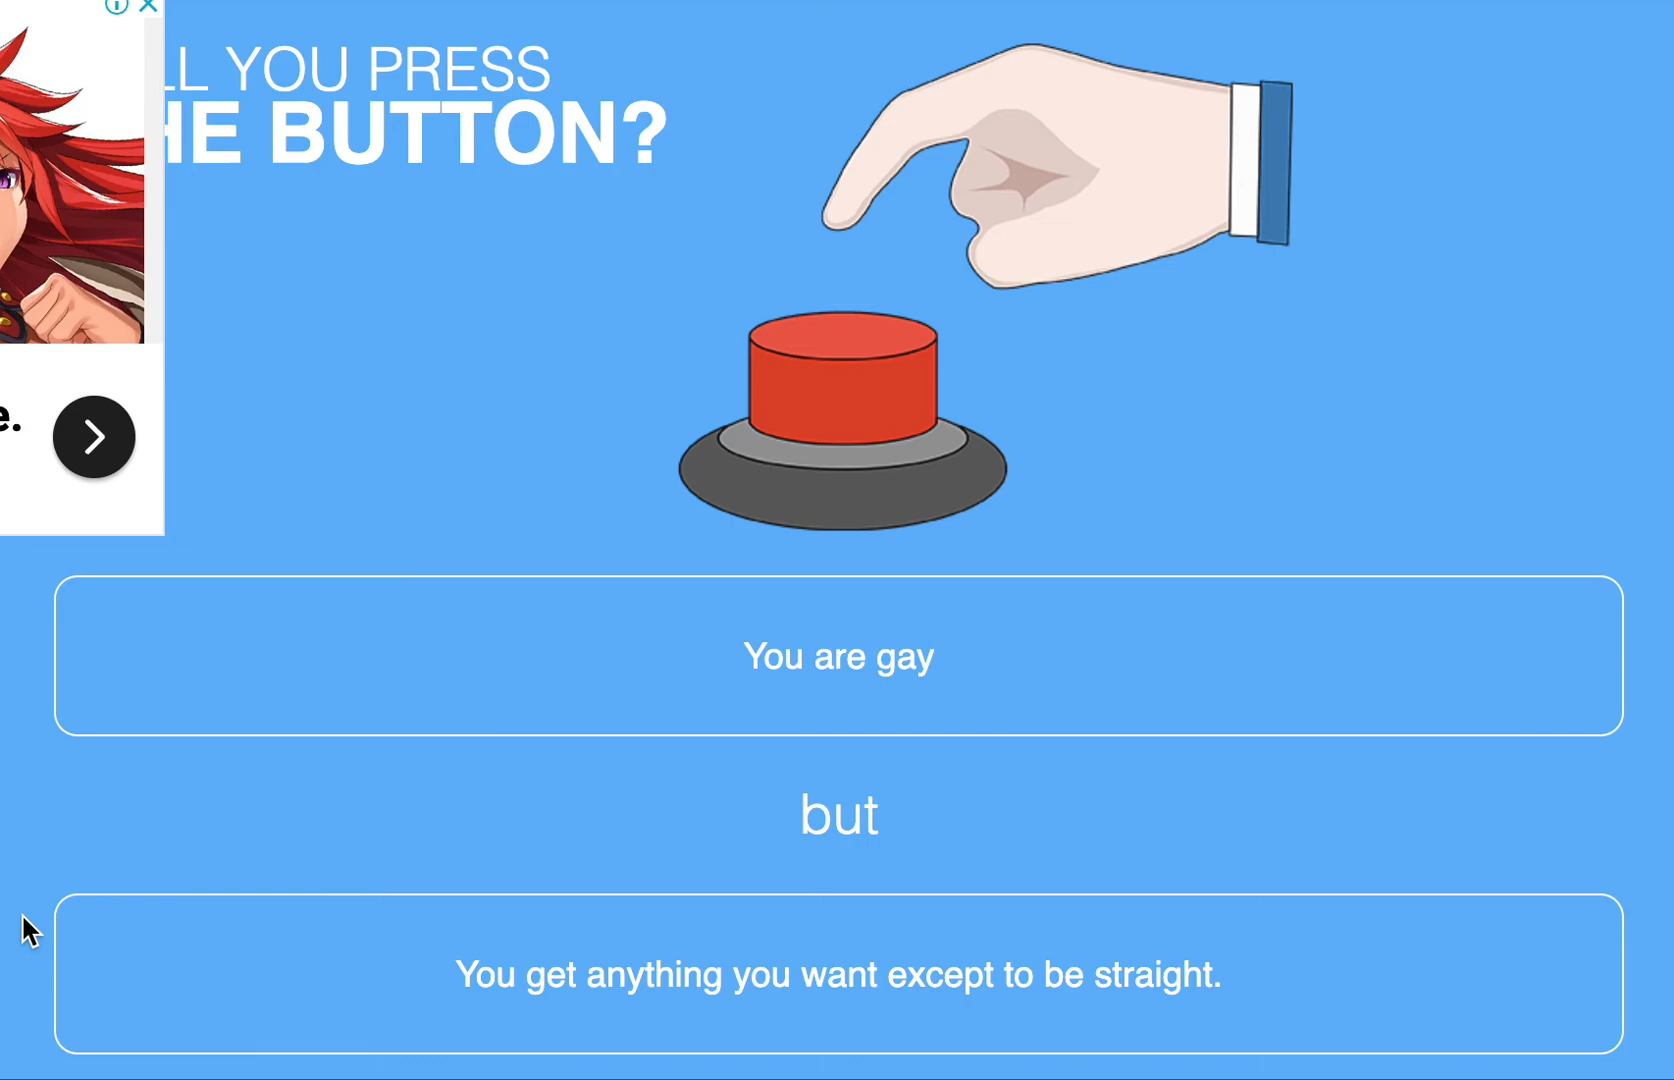 LL YOU PRESS
HE BUTTON?
e.
You are gay
but
You get anything you want except to be straight.